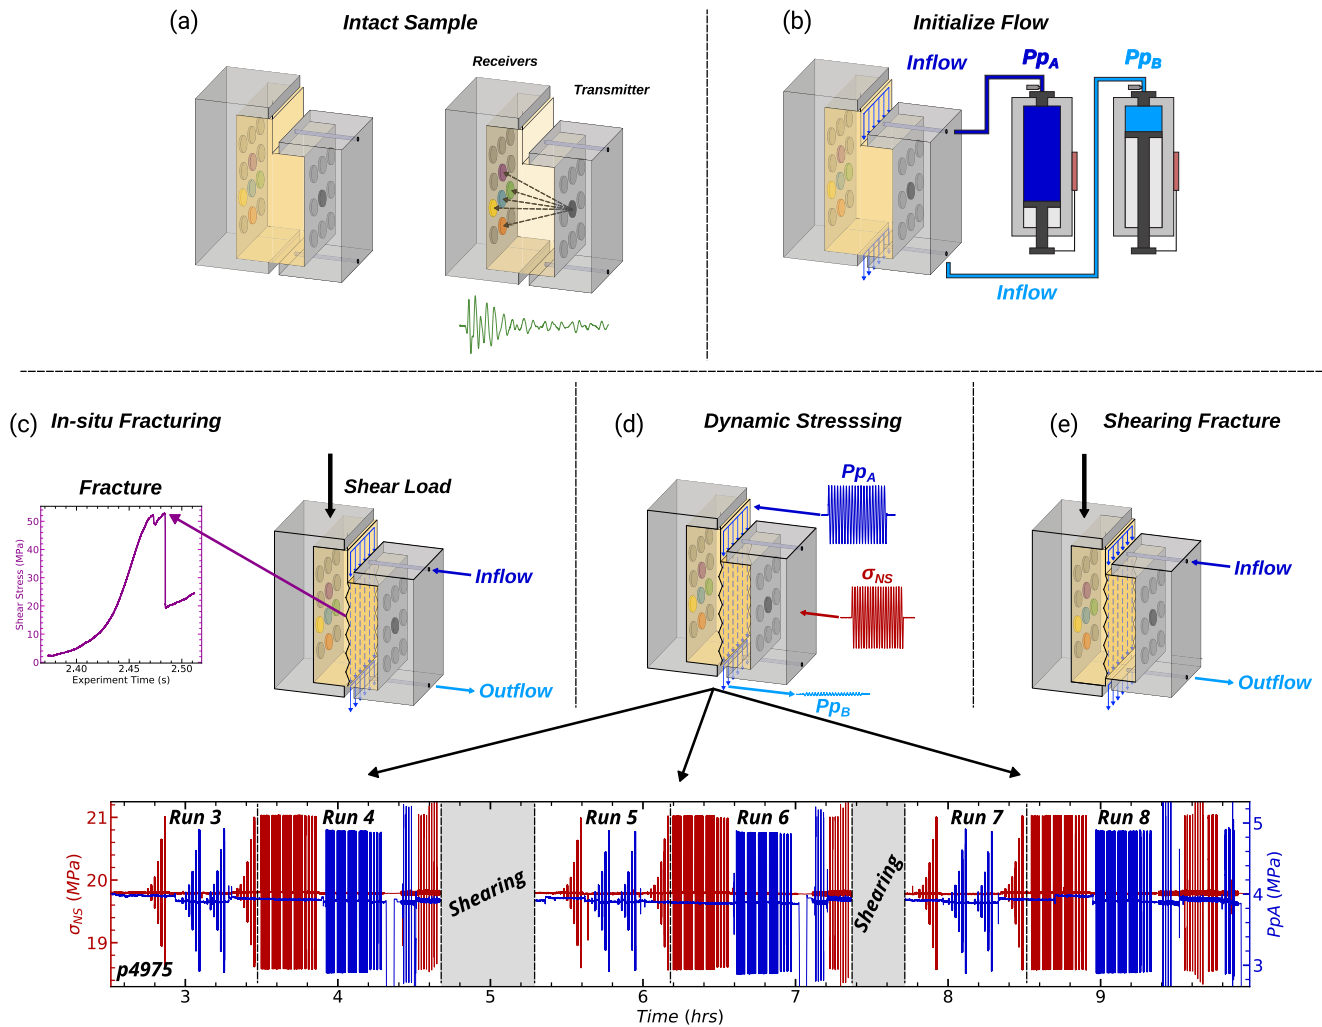 (a) Intact Sample
Receivers
Transmitter
(b) Initialize Flow
Inflow
PpA
PpB
Inflow
(c) In-situ Fracturing
Fracture
Shear Load
50
40
30
20
10
0
Shear Stress (MPa)
2.40 2.45 2.50
Experiment Time (s)
Inflow
Outflow
(d) Dynamic Stresssing
PpA
σNS
PpB
(e) Shearing Fracture
Inflow
Outflow
21
20
19
σNS (MPa)
Run 3 Run 4 Run 5 Run 6 Run 7 Run 8
Shearing
Shearing
p4975
5
4
3
PpA (MPa)
3 4 5 6 7 8 9
Time (hrs)